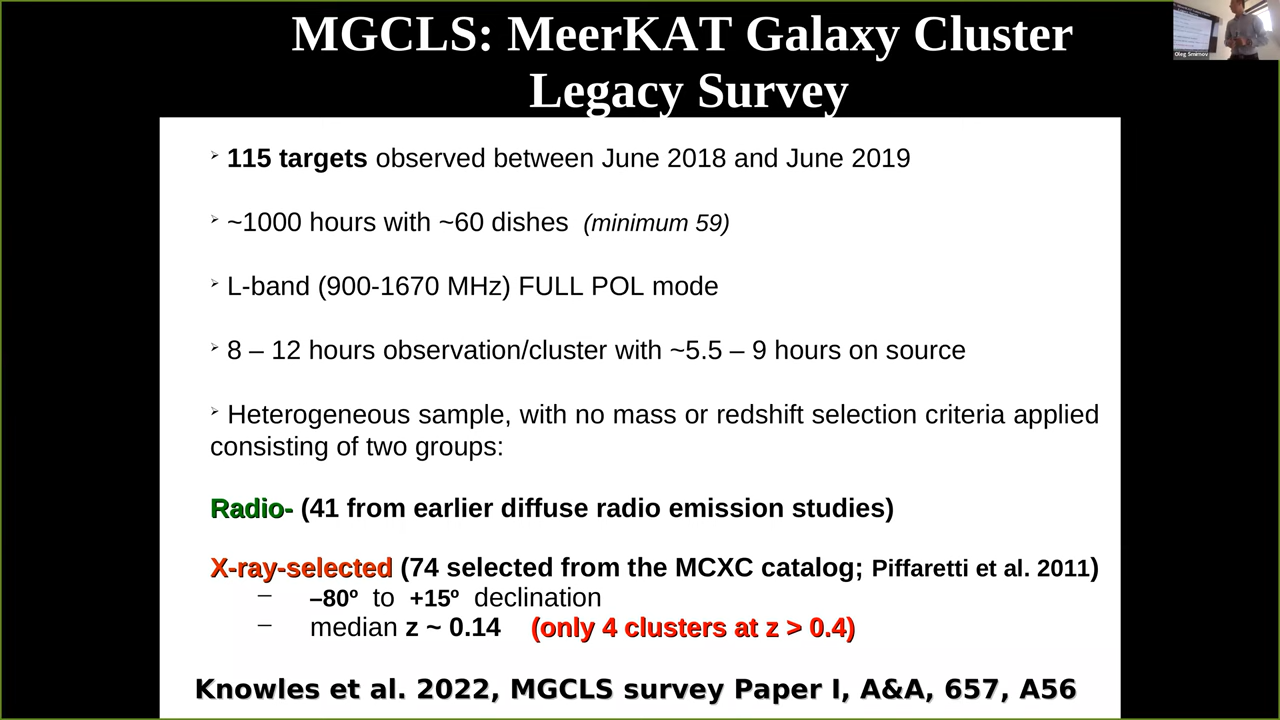 MGCLS: MeerKAT Galaxy Cluster
Legacy Survey
Oleg Smirnov
➢ 115 targets observed between June 2018 and June 2019
➢ ~1000 hours with ~60 dishes (minimum 59)
➢ L-band (900-1670 MHz) FULL POL mode
➢ 8 – 12 hours observation/cluster with ~5.5 – 9 hours on source
➢ Heterogeneous sample, with no mass or redshift selection criteria applied
consisting of two groups:
Radio- (41 from earlier diffuse radio emission studies)
X-ray-selected (74 selected from the MCXC catalog; Piffaretti et al. 2011)
– –80º to +15º declination
– median z ~ 0.14 (only 4 clusters at z > 0.4)
Knowles et al. 2022, MGCLS survey Paper I, A&A, 657, A56